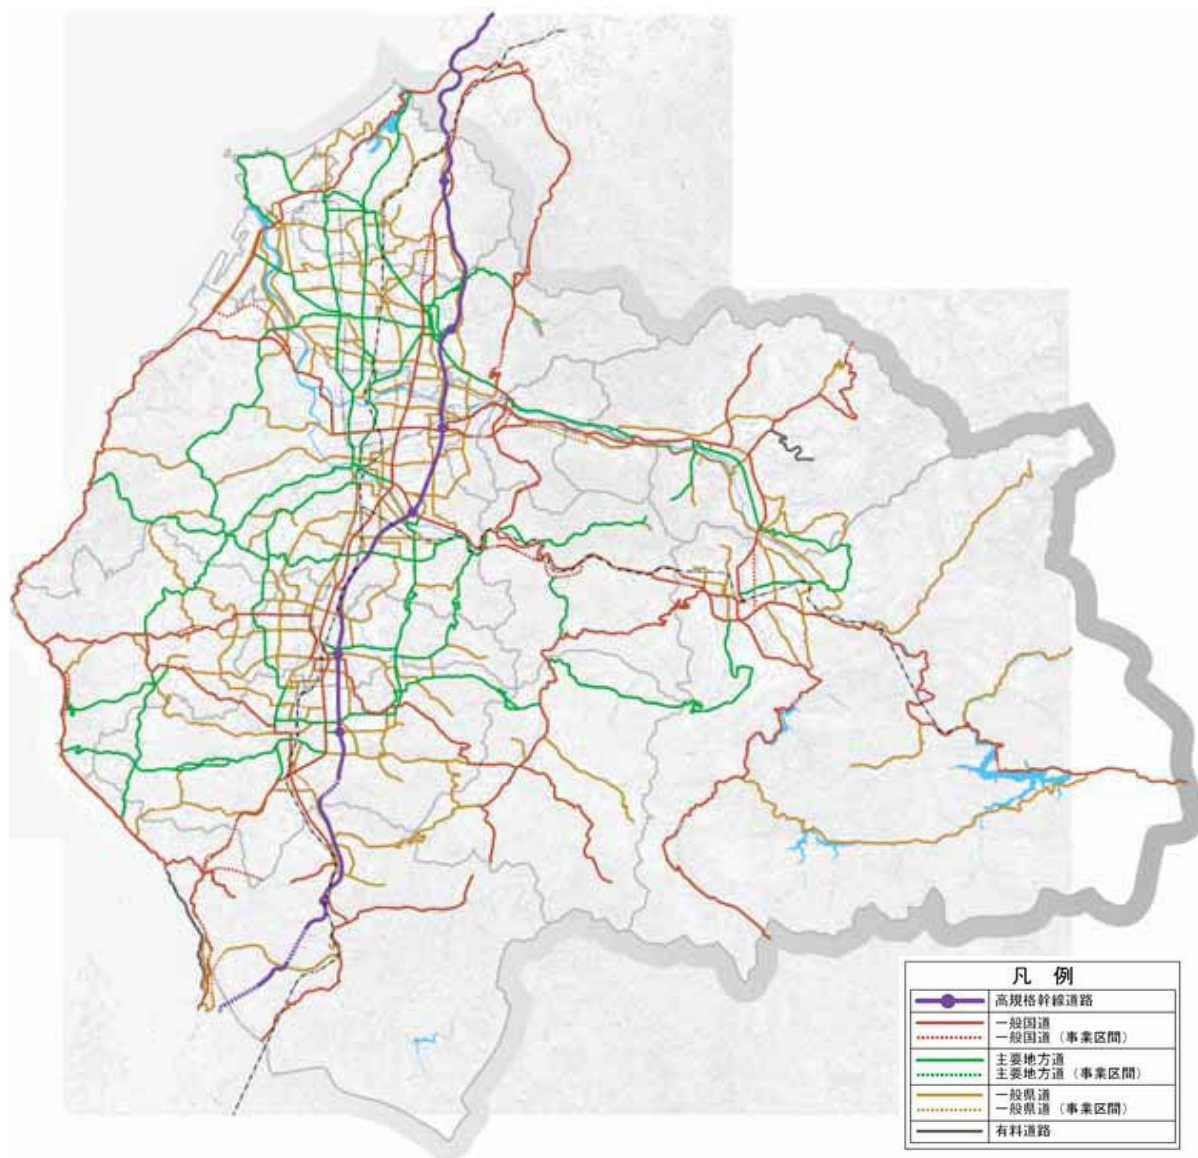 凡 例
高規格幹線道路
一般国道
一般国道（事業区間）
主要地方道
主要地方道（事業区間）
一般県道
一般県道（事業区間）
有料道路